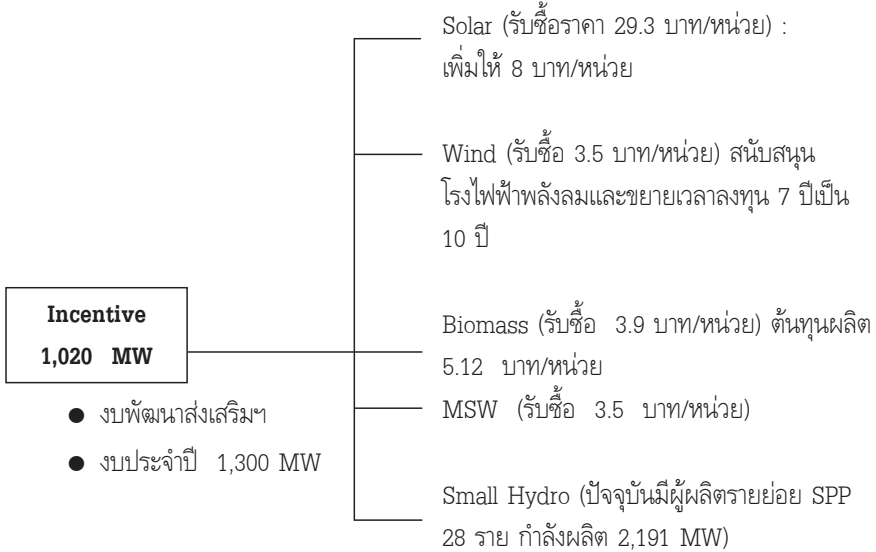 Solar (รับซื้อราคา 29.3 บาท/หน่วย) :
เพิ่มให้ 8 บาท/หน่วย
Wind (รับซื้อ 3.5 บาท/หน่วย) สนับสนุน
โรงไฟฟ้าพลังลมและขยายเวลาลงทุน 7 ปีเป็น
10 ปี
Incentive
1,020 MW
● งบพัฒนาส่งเสริมฯ
● งบประจำปี 1,300 MW
Biomass (รับซื้อ 3.9 บาท/หน่วย) ต้นทุนผลิต
5.12 บาท/หน่วย
MSW (รับซื้อ 3.5 บาท/หน่วย)
Small Hydro (ปัจจุบันมีผู้ผลิตรายย่อย SPP
28 ราย กำลังผลิต 2,191 MW)